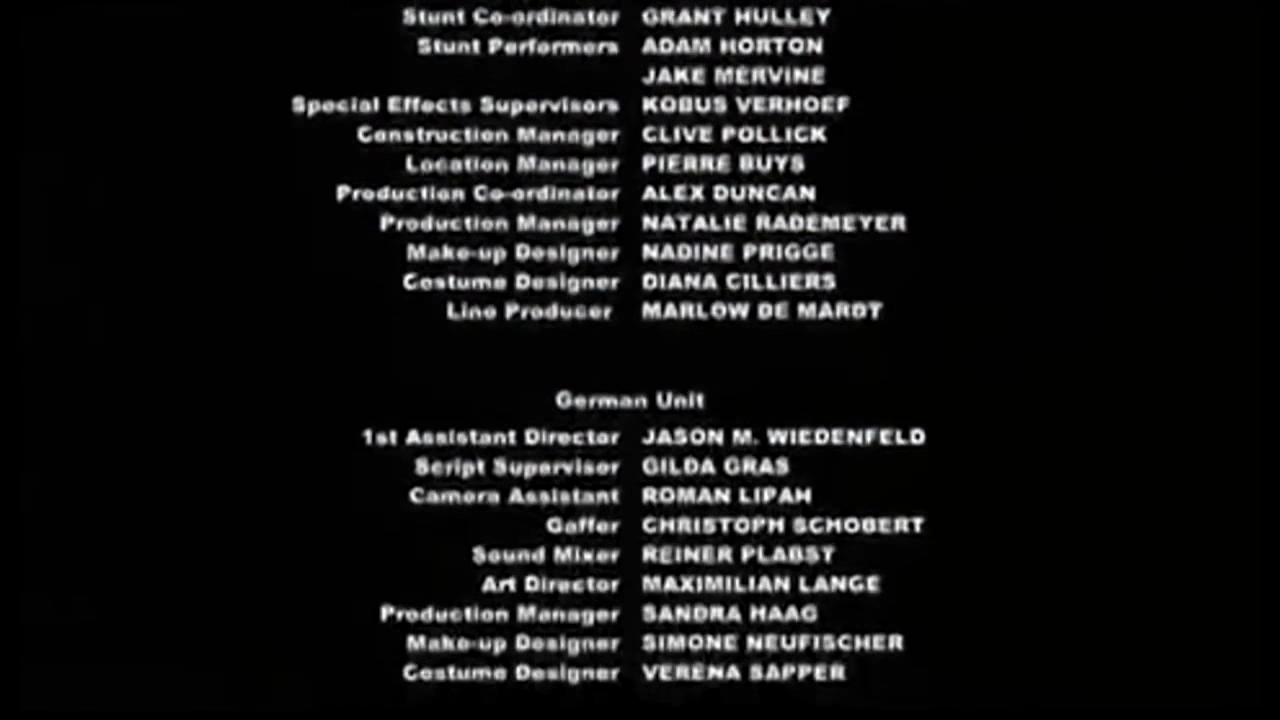 Stunt Co-ordinator GRANT HULLEY
Stunt Performers ADAM HORTON
JAKE MERVINE
Special Effects Supervisors KOBUS VERHOEF
Construction Manager CLIVE POLLICK
Location Manager PIERRE BUYS
Production Co-ordinator ALEX DUNCAN
Production Manager NATALIE RADEMEYER
Make-up Designer NADINE PRIGGE
Costume Designer DIANA CILLIERS
Line Producer MARLOW DE MARDT
German Unit
1st Assistant Director JASON M. WIEDENFELD
Script Supervisor GILDA GRAS
Camera Assistant ROMAN LIPAH
Gaffer CHRISTOPH SCHOBERT
Sound Mixer REINER PLABST
Art Director MAXIMILIAN LANGE
Production Manager SANDRA HAAG
Make-up Designer SIMONE NEUFISCHER
Costume Designer VERENA SAPPER